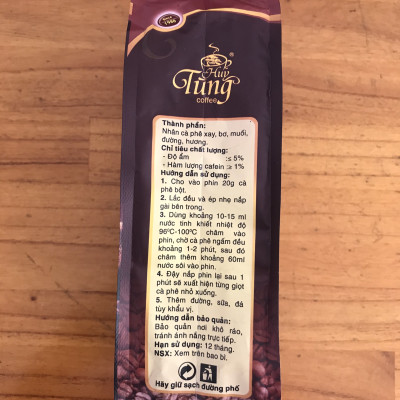 Since
1986
Huy
Tùng
®
coffee
Thành phần:
Nhân cà phê xay, bơ, muối,
đường, hương.
Chỉ tiêu chất lượng:
- Độ ẩm :≤ 5%
- Hàm lượng cafein :≥ 1%
Hướng dẫn sử dụng:
1. Cho vào phin 20g cà
phê bột.
2. Lắc đều và ép nhẹ nắp
gài bên trong.
3. Dùng khoảng 10-15 ml
nước tinh khiết nhiệt độ
96ºC-100ºC châm vào
phin, chờ cà phê ngấm đều
khoảng 1-2 phút, sau đó
châm thêm khoảng 60ml
nước sôi vào phin.
4. Đậy nắp phin lại sau 1
phút sẽ xuất hiện từng giọt
cà phê nhỏ xuống.
5. Thêm đường, sữa, đá
tùy khẩu vị.
Hướng dẫn bảo quản:
Bảo quản nơi khô ráo,
tránh ánh nắng trực tiếp.
Hạn sử dụng: 12 tháng.
NSX: Xem trên bao bì.
Hãy giữ sạch đường phố